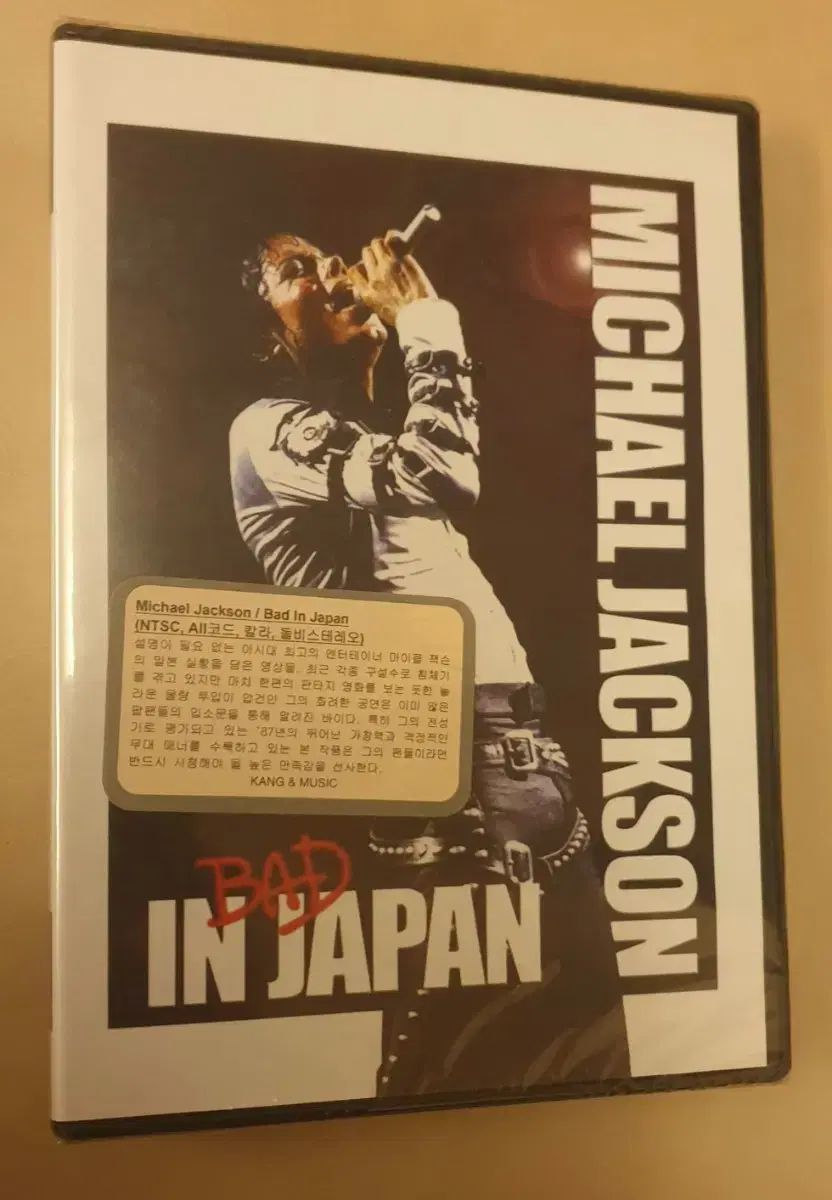 MICHAEL JACKSON
Michael Jackson / Bad In Japan
(NTSC, All코드, 칼라, 돌비스테레오)
설명이 필요 없는 이시대 최고의 엔터테이너 마이클 잭슨
의 일본 실황을 담은 영상물. 최근 각종 구설수로 침체기
를 겪고 있지만 마치 한편의 판타지 영화를 보는 듯한 놀
라운 물량 투입이 압권인 그의 화려한 공연은 이미 많은
팝팬들의 입소문을 통해 알려진 바이다. 특히 그의 전성
기로 평가되고 있는 '87년의 뛰어난 가창력과 격정적인
무대 매너를 수록하고 있는 본 작품은 그의 팬들이라면
반드시 시청해야 될 높은 만족감을 선사한다.
KANG & MUSIC
BAD
IN JAPAN